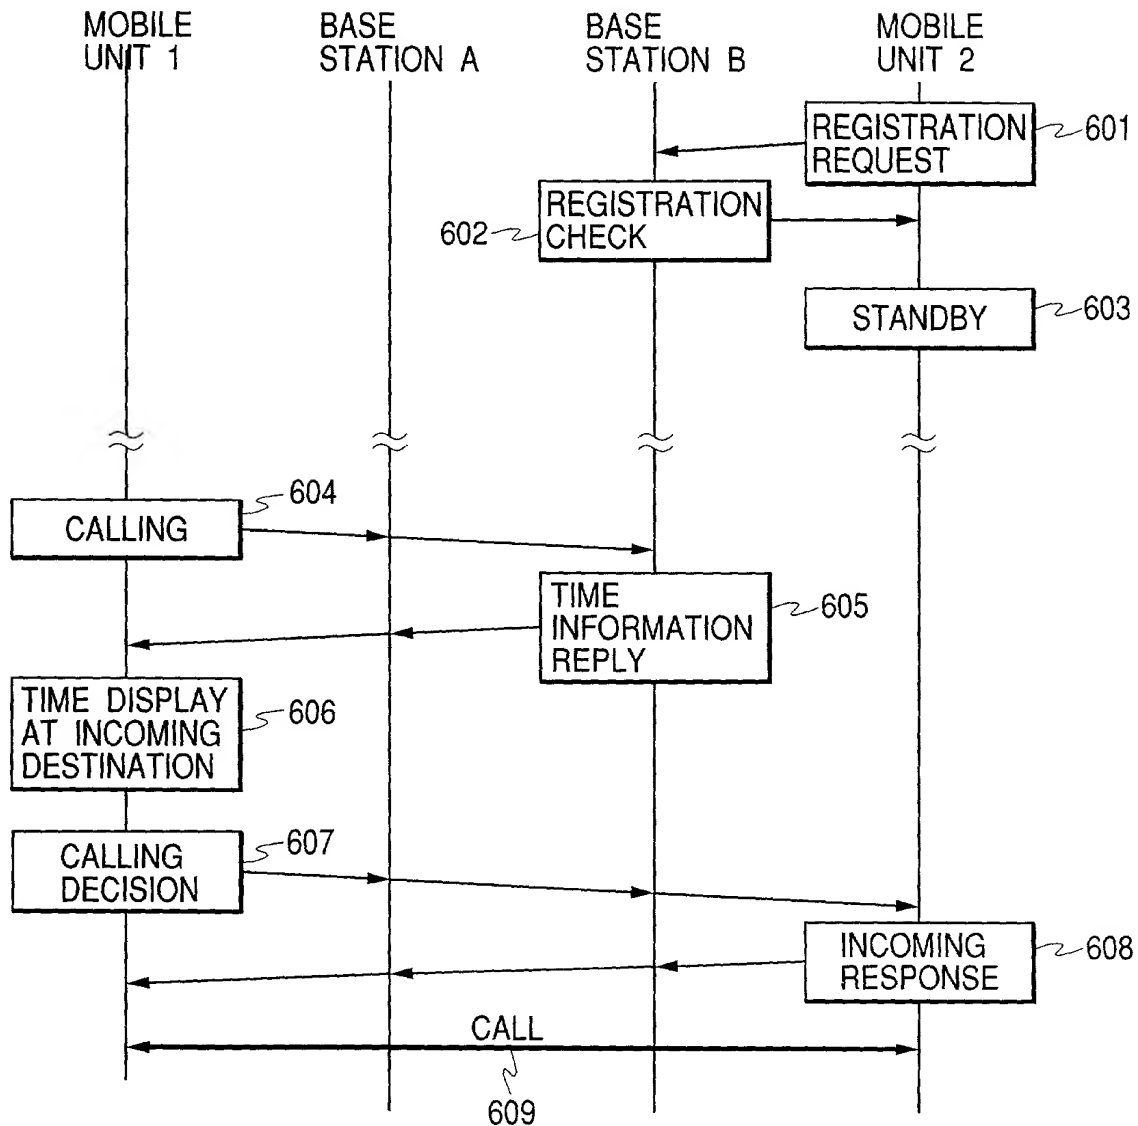 MOBILE
UNIT 1
BASE
STATION A
BASE
STATION B
MOBILE
UNIT 2
REGISTRATION
REQUEST
601
REGISTRATION
CHECK
602
STANDBY
603
CALLING
604
TIME
INFORMATION
REPLY
605
TIME DISPLAY
AT INCOMING
DESTINATION
606
CALLING
DECISION
607
INCOMING
RESPONSE
608
CALL
609